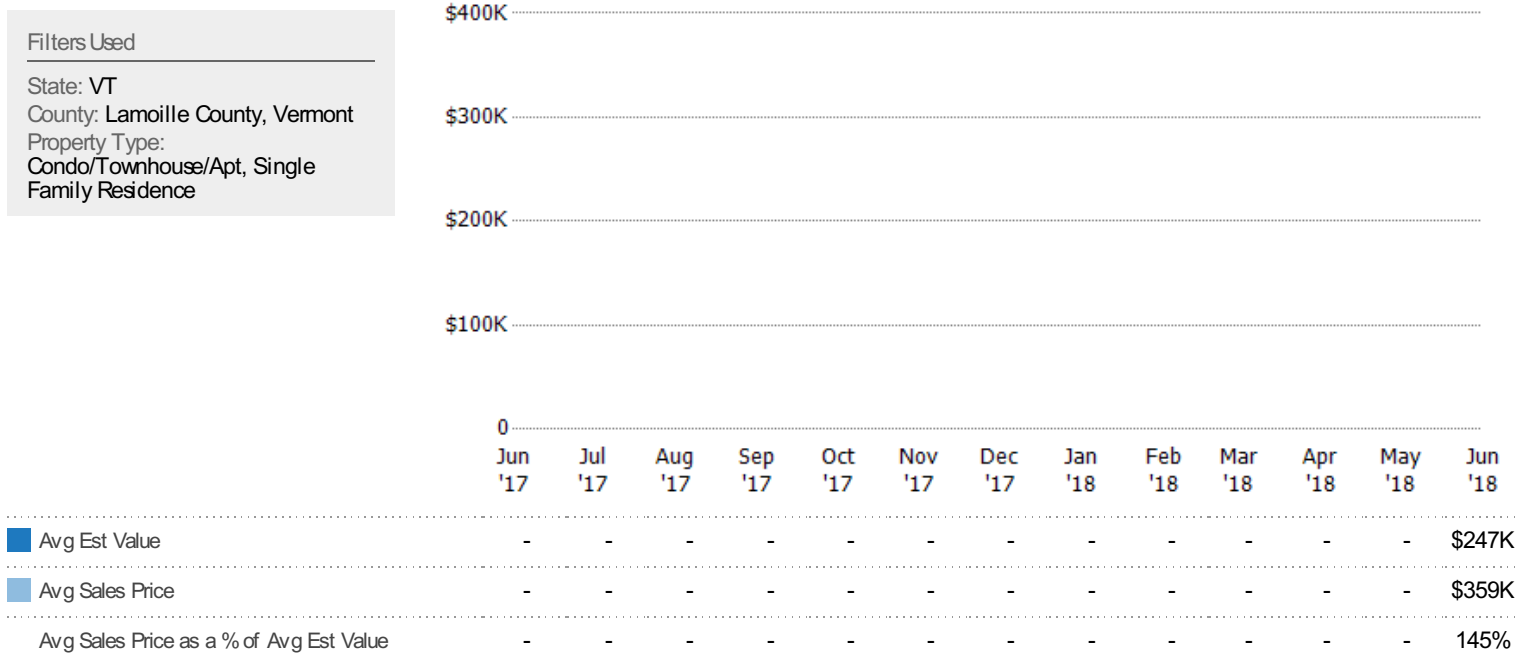 Filters Used
State: VT
County: Lamoille County, Vermont
Property Type:
Condo/Townhouse/Apt, Single
Family Residence
$400K
$300K
$200K
$100K
0
Jun Jul Aug Sep Oct Nov Dec Jan Feb Mar Apr May Jun
'17 '17 '17 '17 '17 '17 '17 '18 '18 '18 '18 '18 '18
Avg Est Value - - - - - - - - - - - - $247K
Avg Sales Price - - - - - - - - - - - - $359K
Avg Sales Price as a % of Avg Est Value - - - - - - - - - - - - 145%